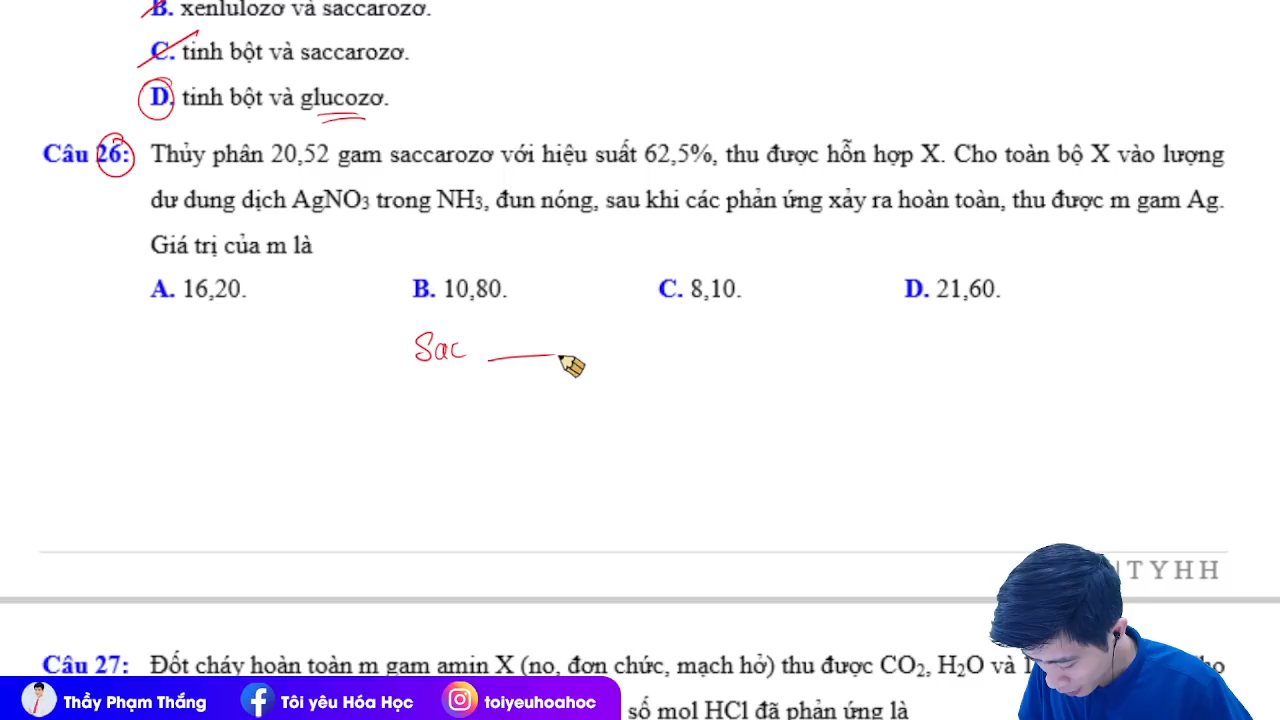 B. xenlulozơ và saccarozơ.
C. tinh bột và saccarozơ.
D. tinh bột và glucozơ.
Câu 26: Thủy phân 20,52 gam saccarozơ với hiệu suất 62,5%, thu được hỗn hợp X. Cho toàn bộ X vào lượng
dư dung dịch AgNO3 trong NH3, đun nóng, sau khi các phản ứng xảy ra hoàn toàn, thu được m gam Ag.
Giá trị của m là
A. 16,20. B. 10,80. C. 8,10. D. 21,60.
Sac
TYHH
Câu 27: Đốt cháy hoàn toàn m gam amin X (no, đơn chức, mạch hở) thu được CO2, H2O và
số mol HCl đã phản ứng là
Thầy Phạm Thắng Tôi yêu Hóa Học toiyeuhoahoc